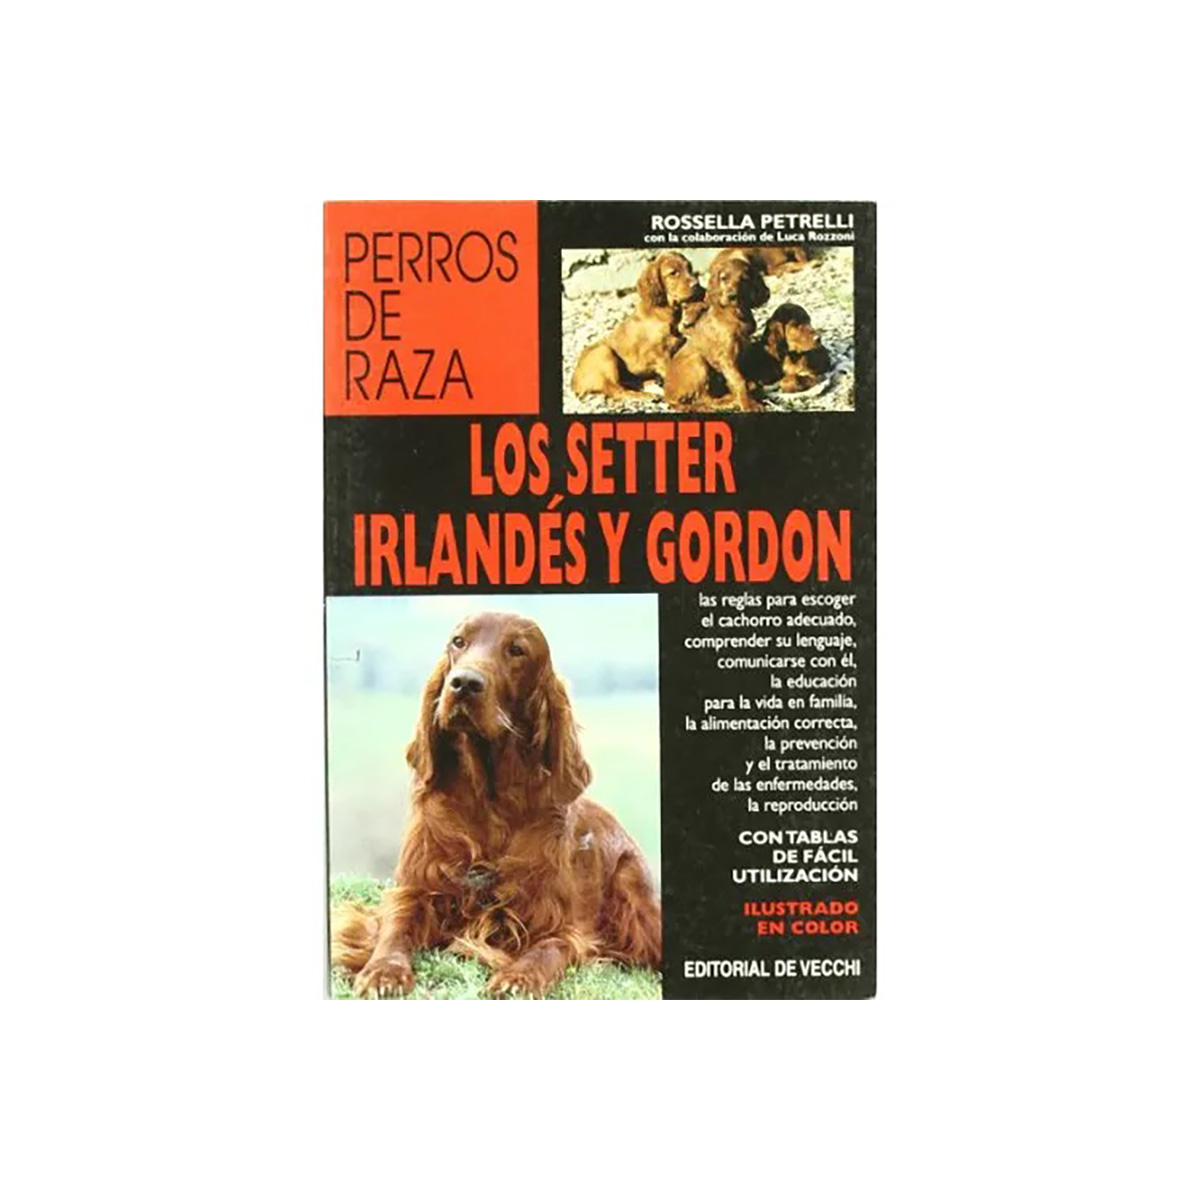 PERROS
DE
RAZA
ROSSELLA PETRELLI
con la colaboración de Luca Rozzoni
LOS SETTER
IRLANDÉS Y GORDON
las reglas para escoger
el cachorro adecuado,
comprender su lenguaje,
comunicarse con él,
la educación
para la vida en familia,
la alimentación correcta,
la prevención
y el tratamiento
de las enfermedades,
la reproducción
CON TABLAS
DE FÁCIL
UTILIZACIÓN
ILUSTRADO
EN COLOR
EDITORIAL DE VECCHI